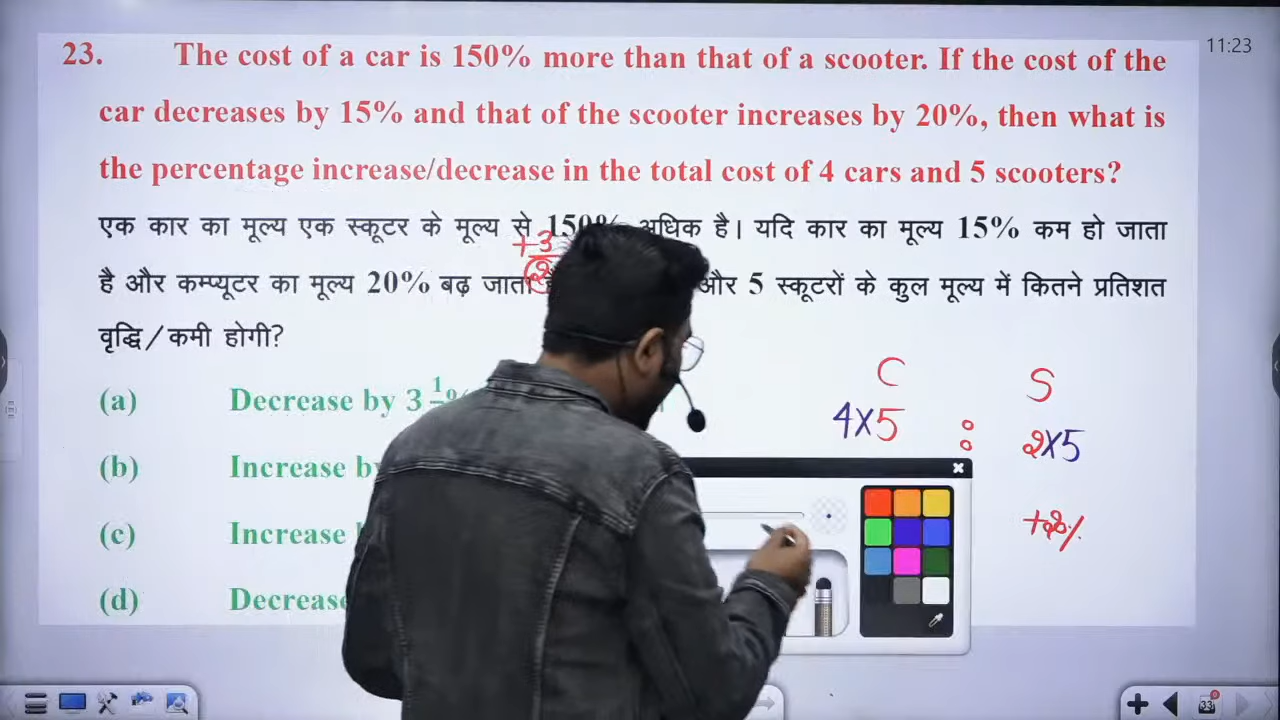 11:23
23. The cost of a car is 150% more than that of a scooter. If the cost of the
car decreases by 15% and that of the scooter increases by 20%, then what is
the percentage increase/decrease in the total cost of 4 cars and 5 scooters?
एक कार का मूल्य एक स्कूटर के मूल्य से 150% अधिक है। यदि कार का मूल्य 15% कम हो जाता
+3
2
है और कम्प्यूटर का मूल्य 20% बढ़ जाता और 5 स्कूटरों के कुल मूल्य में कितने प्रतिशत
वृद्धि/कमी होगी?
C S
(a) Decrease by 3
4x5 : 2x5
(b) Increase by
(c) Increase
(d) Decrease
33